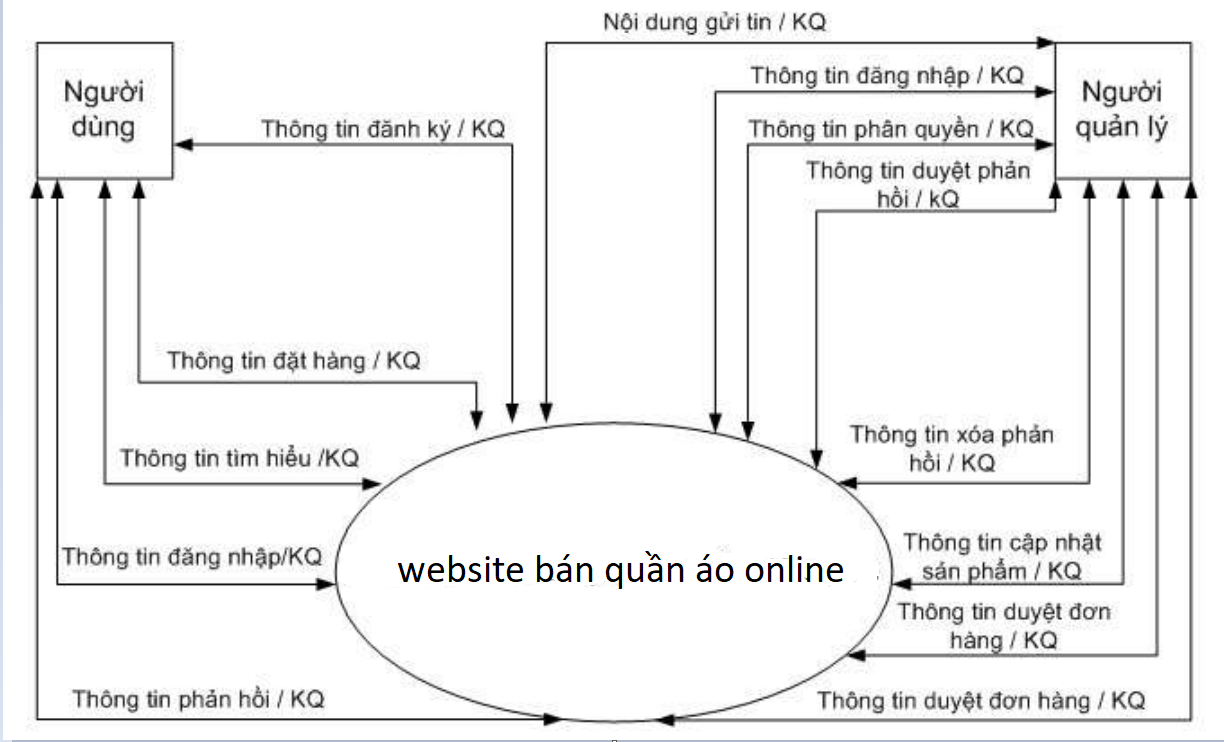 Nội dung gửi tin / KQ
Người
dùng
Thông tin đăng nhập / KQ
Người
quản lý
Thông tin đănh ký / KQ
Thông tin phân quyền / KQ
Thông tin duyệt phản
hồi / kQ
Thông tin đặt hàng / KQ
Thông tin xóa phản
hồi / KQ
Thông tin tìm hiểu /KQ
Thông tin đăng nhập/KQ
website bán quần áo online
Thông tin cập nhật
sản phẩm / KQ
Thông tin duyệt đơn
hàng / KQ
Thông tin phản hồi / KQ
Thông tin duyệt đơn hàng / KQ